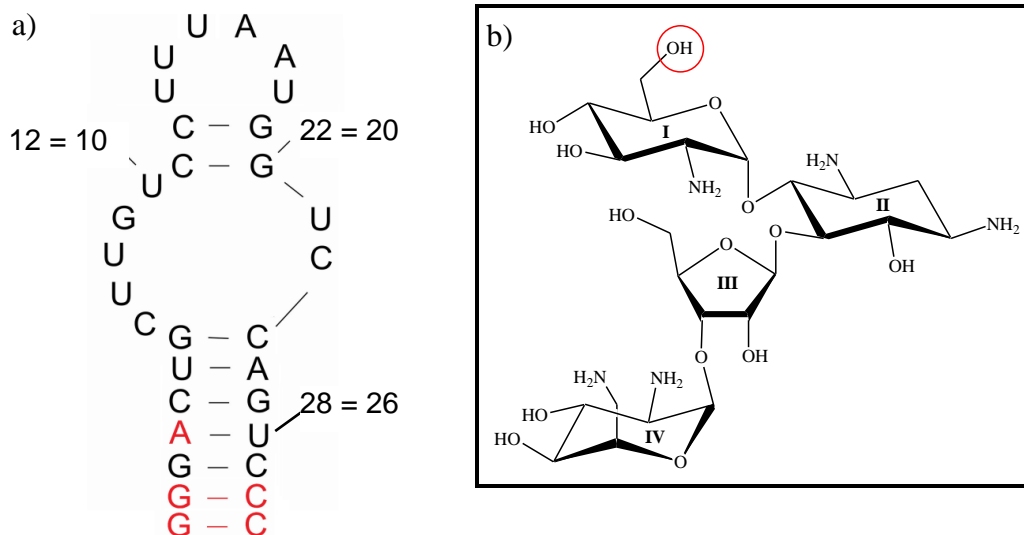 a)
U A
U A
U U
C – G
12 = 10
22 = 20
U C – G
G U
U C
U
C G – C
U – A
C – G
28 = 26
A – U
G – C
G – C
G – C
b)
OH
O
HO
I
HO
NH₂
H₂N
O
II
NH₂
HO
O
O
OH
III
O
OH
H₂N
NH₂
HO
IV
HO
O